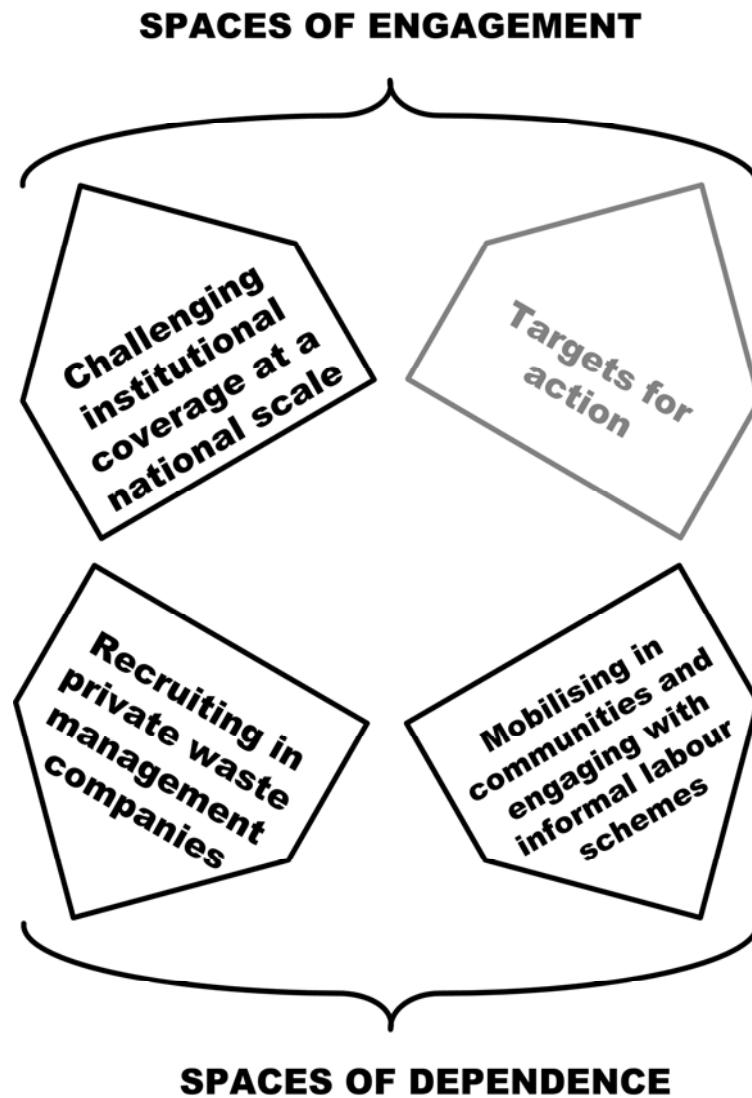 SPACES OF ENGAGEMENT
Challenging
institutional
coverage at a
national scale
Targets for
action
Recruiting in
private waste
management
companies
Mobilising in
communities and
engaging with
informal labour
schemes
SPACES OF DEPENDENCE